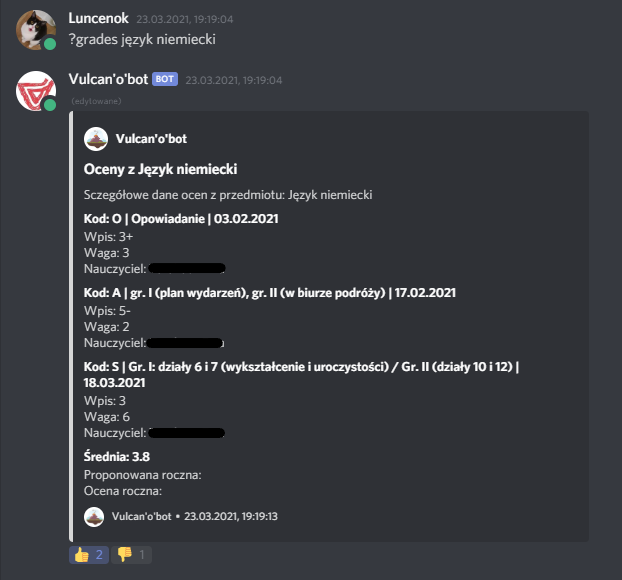 Luncenok 23.03.2021, 19:19:04
?grades język niemiecki
Vulcan'o'bot BOT 23.03.2021, 19:19:04
(edytowane)
Vulcan'o'bot
Oceny z Język niemiecki
Sczegółowe dane ocen z przedmiotu: Język niemiecki
Kod: O | Opowiadanie | 03.02.2021
Wpis: 3+
Waga: 3
Nauczyciel:
Kod: A | gr. I (plan wydarzeń), gr. II (w biurze podróży) | 17.02.2021
Wpis: 5-
Waga: 2
Nauczyciel:
Kod: S | Gr. I: działy 6 i 7 (wykształcenie i uroczystości) / Gr. II (działy 10 i 12) |
18.03.2021
Wpis: 3
Waga: 6
Nauczyciel:
Średnia: 3.8
Proponowana roczna:
Ocena roczna:
Vulcan'o'bot • 23.03.2021, 19:19:13
2 1